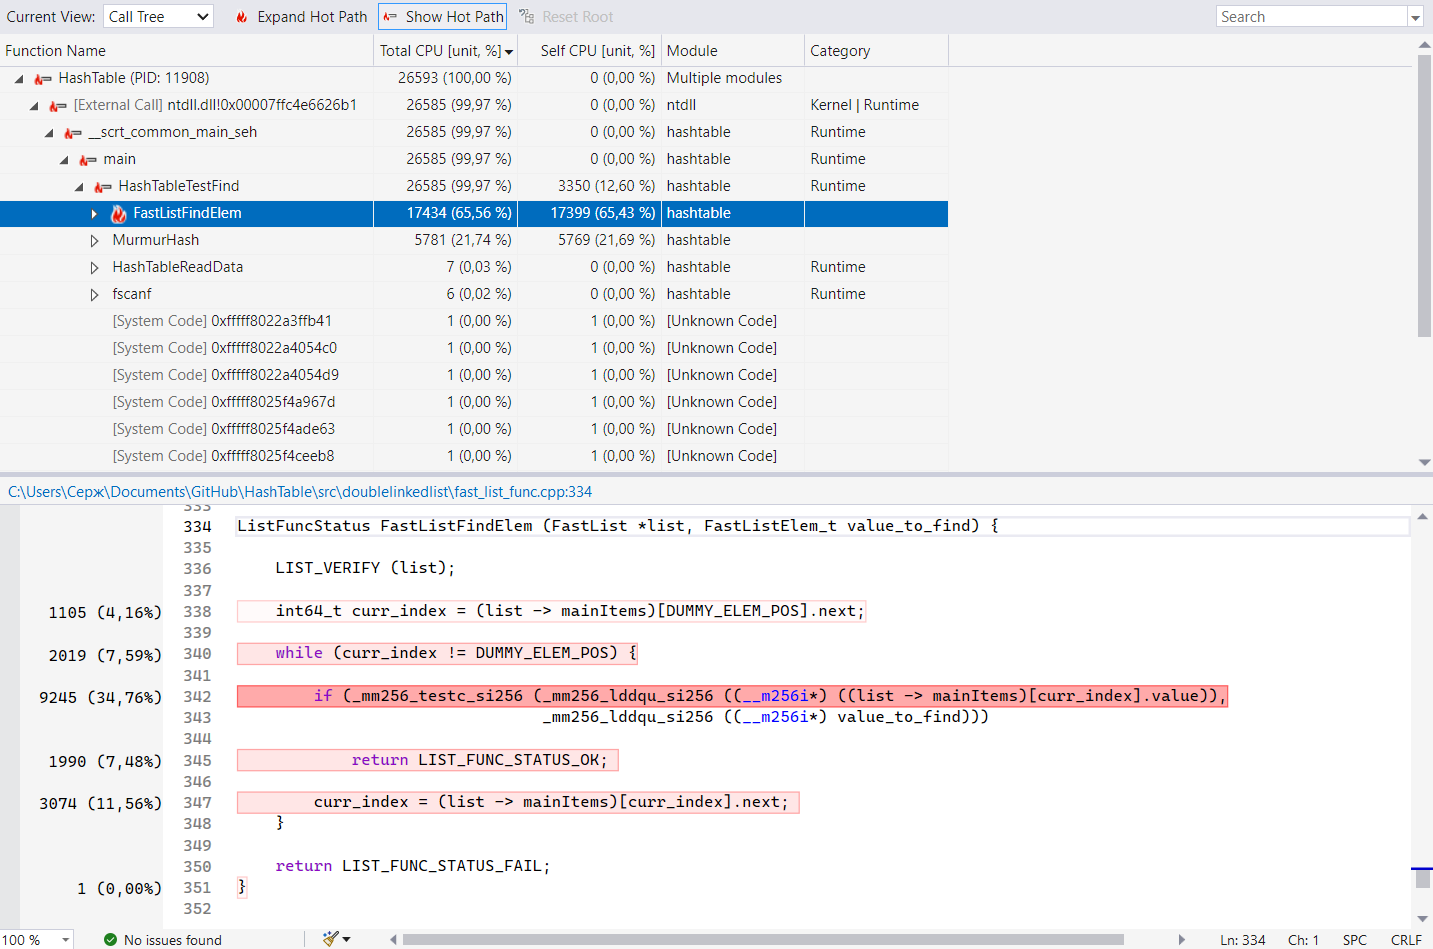 Current View: Call Tree Expand Hot Path Show Hot Path Reset Root Search
Function Name Total CPU [unit, %] Self CPU [unit, %] Module Category
HashTable (PID: 11908) 26593 (100,00 %) 0 (0,00 %) Multiple modules
[External Call] ntdll.dll!0x00007ffc4e6626b1 26585 (99,97 %) 0 (0,00 %) ntdll Kernel | Runtime
__scrt_common_main_seh 26585 (99,97 %) 0 (0,00 %) hashtable Runtime
main 26585 (99,97 %) 0 (0,00 %) hashtable Runtime
HashTableTestFind 26585 (99,97 %) 3350 (12,60 %) hashtable Runtime
FastListFindElem 17434 (65,56 %) 17399 (65,43 %) hashtable
MurmurHash 5781 (21,74 %) 5769 (21,69 %) hashtable
HashTableReadData 7 (0,03 %) 0 (0,00 %) hashtable Runtime
fscanf 6 (0,02 %) 0 (0,00 %) hashtable Runtime
[System Code] 0xfffff8022a3ffb41 1 (0,00 %) 1 (0,00 %) [Unknown Code]
[System Code] 0xfffff8022a4054c0 1 (0,00 %) 1 (0,00 %) [Unknown Code]
[System Code] 0xfffff8022a4054d9 1 (0,00 %) 1 (0,00 %) [Unknown Code]
[System Code] 0xfffff8025f4a967d 1 (0,00 %) 1 (0,00 %) [Unknown Code]
[System Code] 0xfffff8025f4ade63 1 (0,00 %) 1 (0,00 %) [Unknown Code]
[System Code] 0xfffff8025f4ceeb8 1 (0,00 %) 1 (0,00 %) [Unknown Code]
C:\Users\Серж\Documents\GitHub\HashTable\src\doublelinkedlist\fast_list_func.cpp:334
333
334 ListFuncStatus FastListFindElem (FastList *list, FastListElem_t value_to_find) {
335
336 LIST_VERIFY (list);
337
1105 (4,16%) 338 int64_t curr_index = (list -> mainItems)[DUMMY_ELEM_POS].next;
339
2019 (7,59%) 340 while (curr_index != DUMMY_ELEM_POS) {
341
9245 (34,76%) 342 if (_mm256_testc_si256 (_mm256_lddqu_si256 ((__m256i*) ((list -> mainItems)[curr_index].value)),
343 _mm256_lddqu_si256 ((__m256i*) value_to_find)))
344
1990 (7,48%) 345 return LIST_FUNC_STATUS_OK;
346
3074 (11,56%) 347 curr_index = (list -> mainItems)[curr_index].next;
348 }
349
350 return LIST_FUNC_STATUS_FAIL;
1 (0,00%) 351 }
352
100 % No issues found Ln: 334 Ch: 1 SPC CRLF